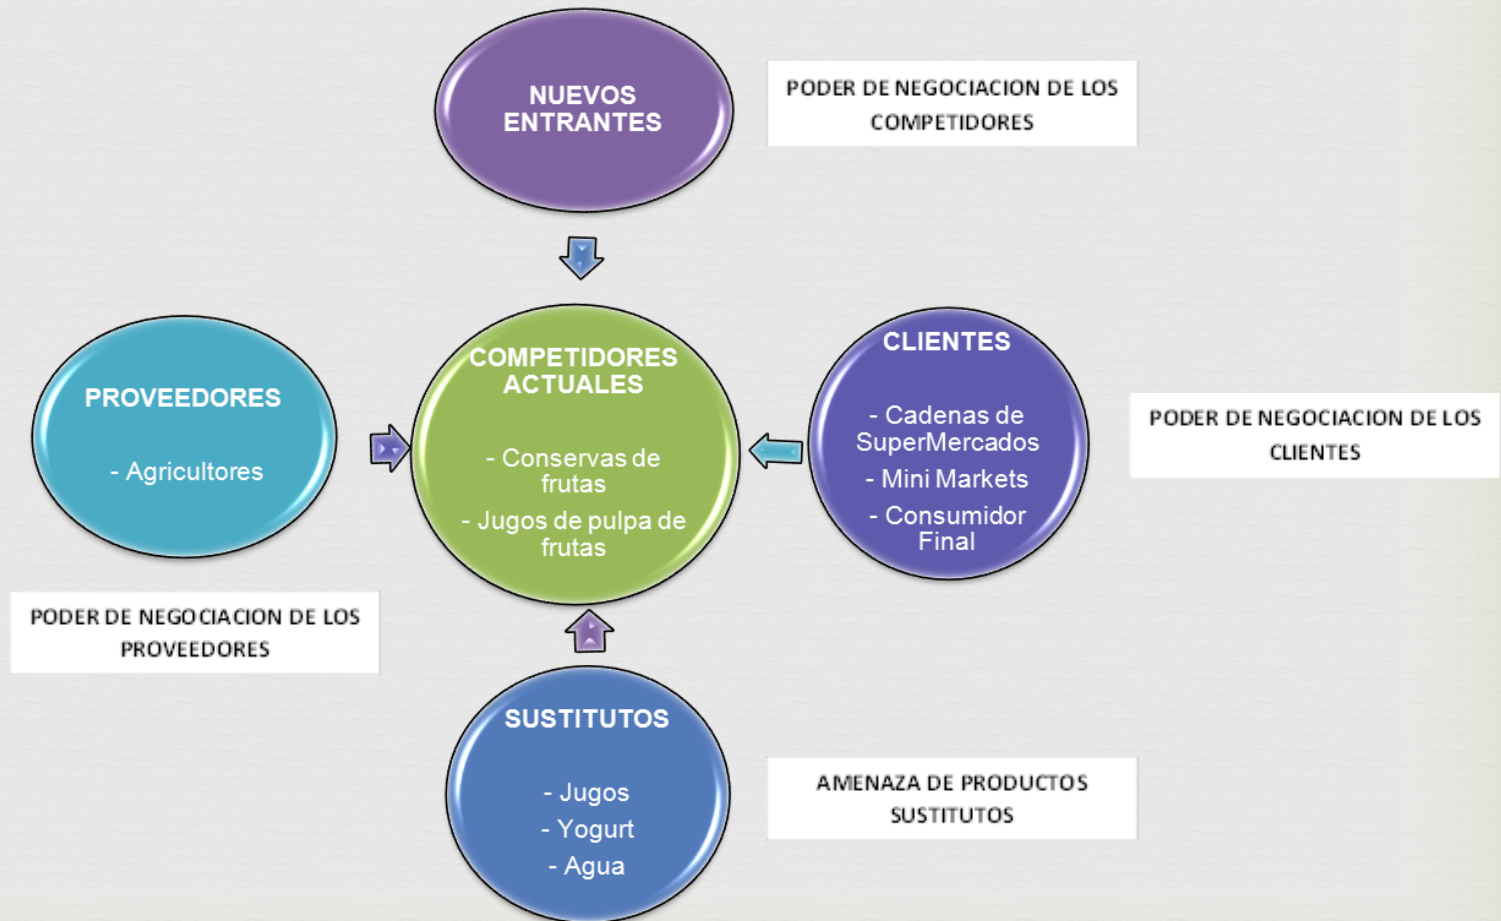 NUEVOS
ENTRANTES
PODER DE NEGOCIACION DE LOS
COMPETIDORES
PROVEEDORES
- Agricultores
PODER DE NEGOCIACION DE LOS
PROVEEDORES
COMPETIDORES
ACTUALES
- Conservas de
frutas
- Jugos de pulpa de
frutas
CLIENTES
- Cadenas de
SuperMercados
- Mini Markets
- Consumidor
Final
PODER DE NEGOCIACION DE LOS
CLIENTES
SUSTITUTOS
- Jugos
- Yogurt
- Agua
AMENAZA DE PRODUCTOS
SUSTITUTOS